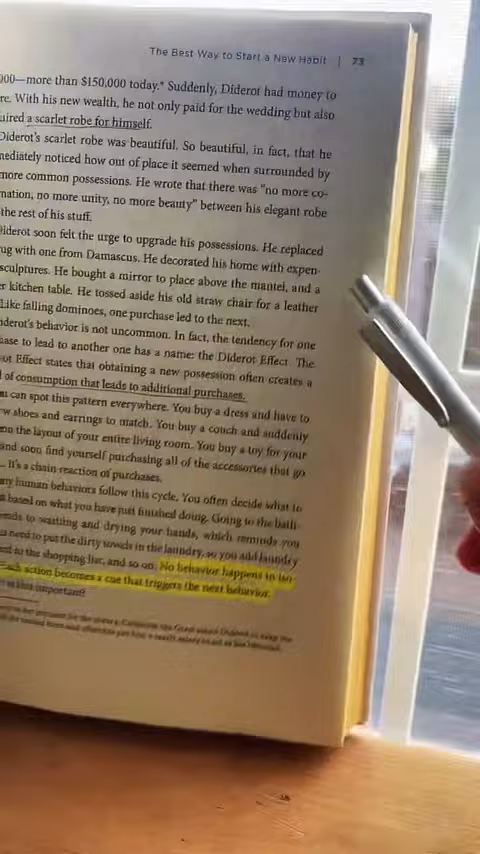 The Best Way to Start a New Habit | 73
000—more than $150,000 today.* Suddenly, Diderot had money to
re. With his new wealth, he not only paid for the wedding but also
uired a scarlet robe for himself.
Diderot's scarlet robe was beautiful. So beautiful, in fact, that he
mediately noticed how out of place it seemed when surrounded by
more common possessions. He wrote that there was "no more co-
nation, no more unity, no more beauty" between his elegant robe
the rest of his stuff.
Diderot soon felt the urge to upgrade his possessions. He replaced
ug with one from Damascus. He decorated his home with expen-
sculptures. He bought a mirror to place above the mantel, and a
er kitchen table. He tossed aside his old straw chair for a leather
Like falling dominoes, one purchase led to the next.
iderot's behavior is not uncommon. In fact, the tendency for one
hase to lead to another one has a name: the Diderot Effect. The
ot Effect states that obtaining a new possession often creates a
l of consumption that leads to additional purchases.
u can spot this pattern everywhere. You buy a dress and have to
w shoes and earrings to match. You buy a couch and suddenly
on the layout of your entire living room. You buy a toy for your
and soon find yourself purchasing all of the accessories that go
. It's a chain reaction of purchases.
ny human behaviors follow this cycle. You often decide what to
based on what you have just finished doing. Going to the bath-
ends to washing and drying your hands, which reminds you
need to put the dirty towels in the laundry, so you add laundry
nt to the shopping list, and so on. No behavior happens in iso-
Each action becomes a cue that triggers the next behavior.
is this important?